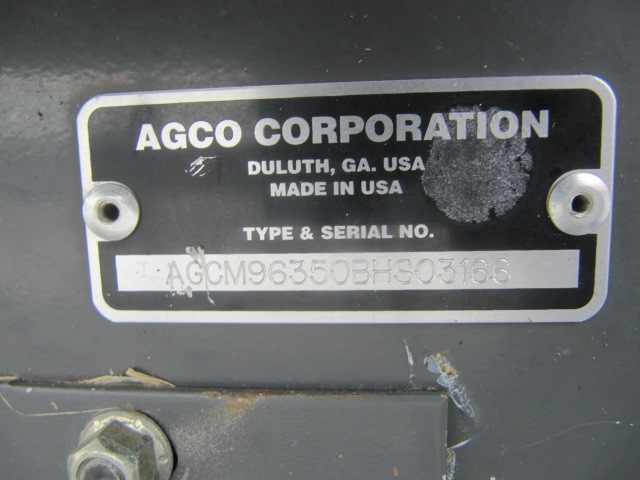 AGCO CORPORATION
DULUTH, GA. USA
MADE IN USA
TYPE & SERIAL NO.
AGCM96350BHS03166